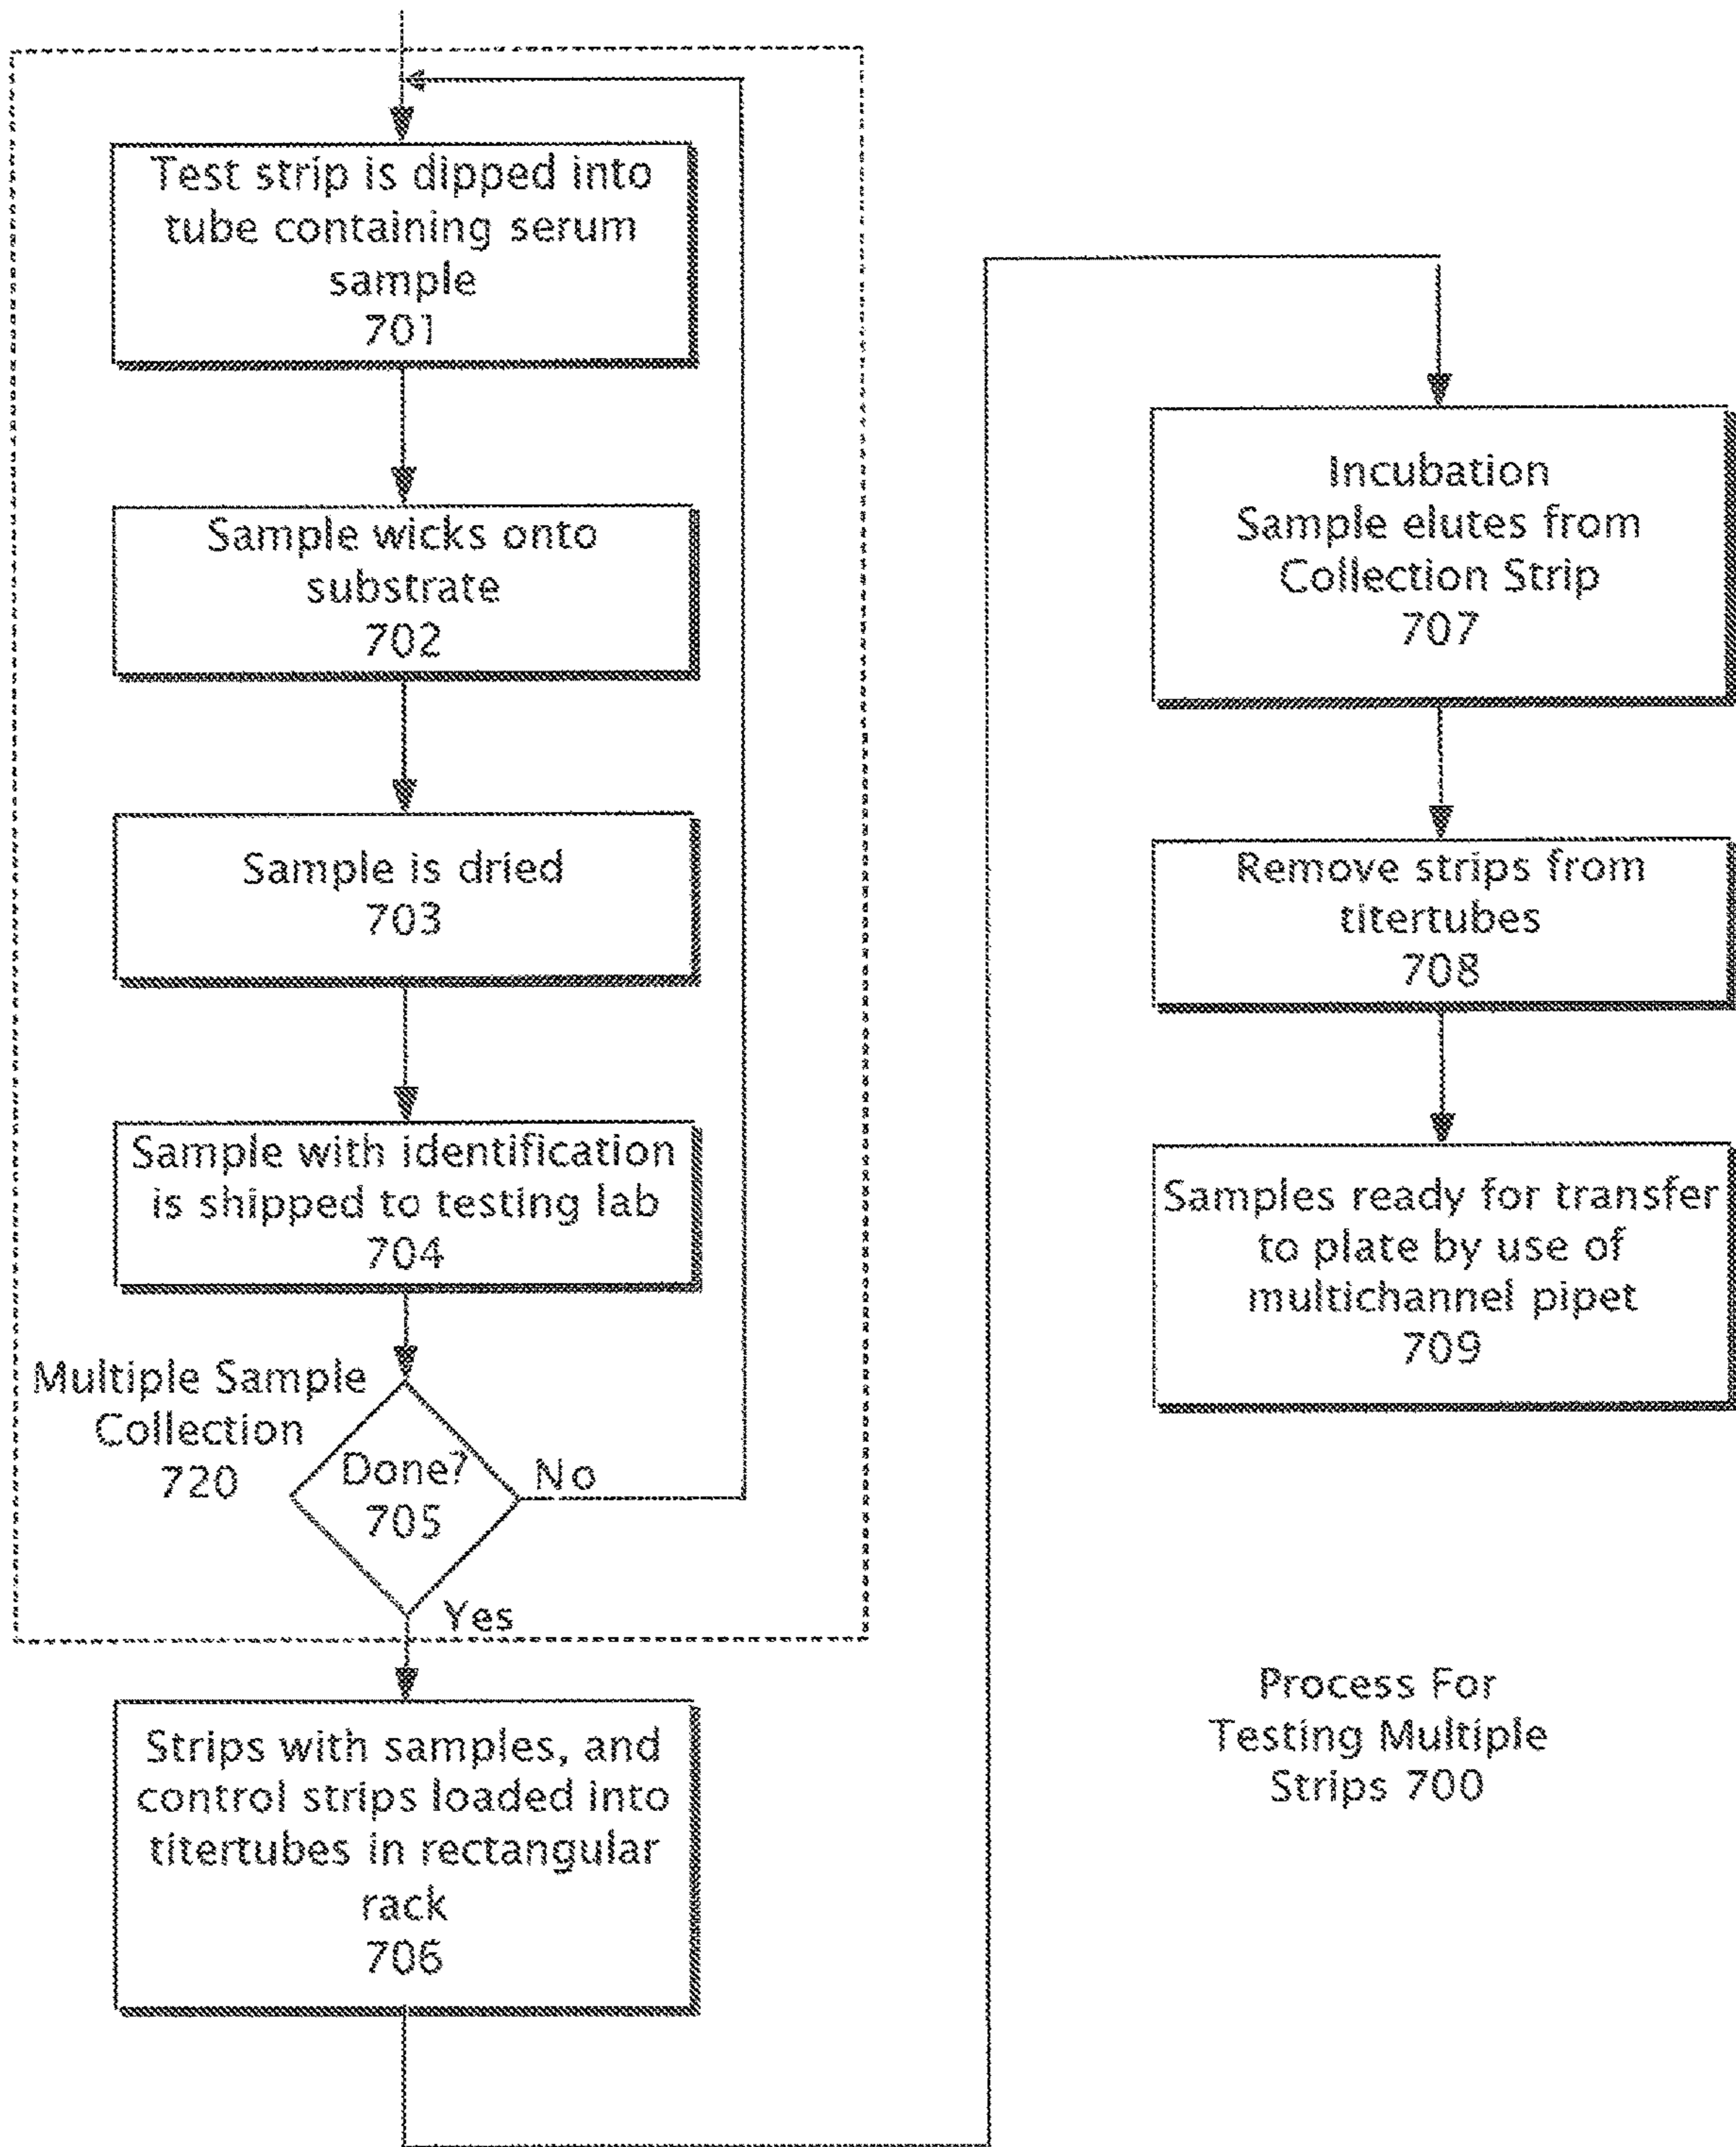 Test strip is dipped into
tube containing serum
sample
701
Sample wicks onto
substrate
702
Sample is dried
703
Sample with identification
is shipped to testing lab
704
Multiple Sample
Collection
720
Done?
705
No
Yes
Strips with samples, and
control strips loaded into
titertubes in rectangular
rack
706
Incubation
Sample elutes from
Collection Strip
707
Remove strips from
titertubes
708
Samples ready for transfer
to plate by use of
multichannel pipet
709
Process For
Testing Multiple
Strips 700